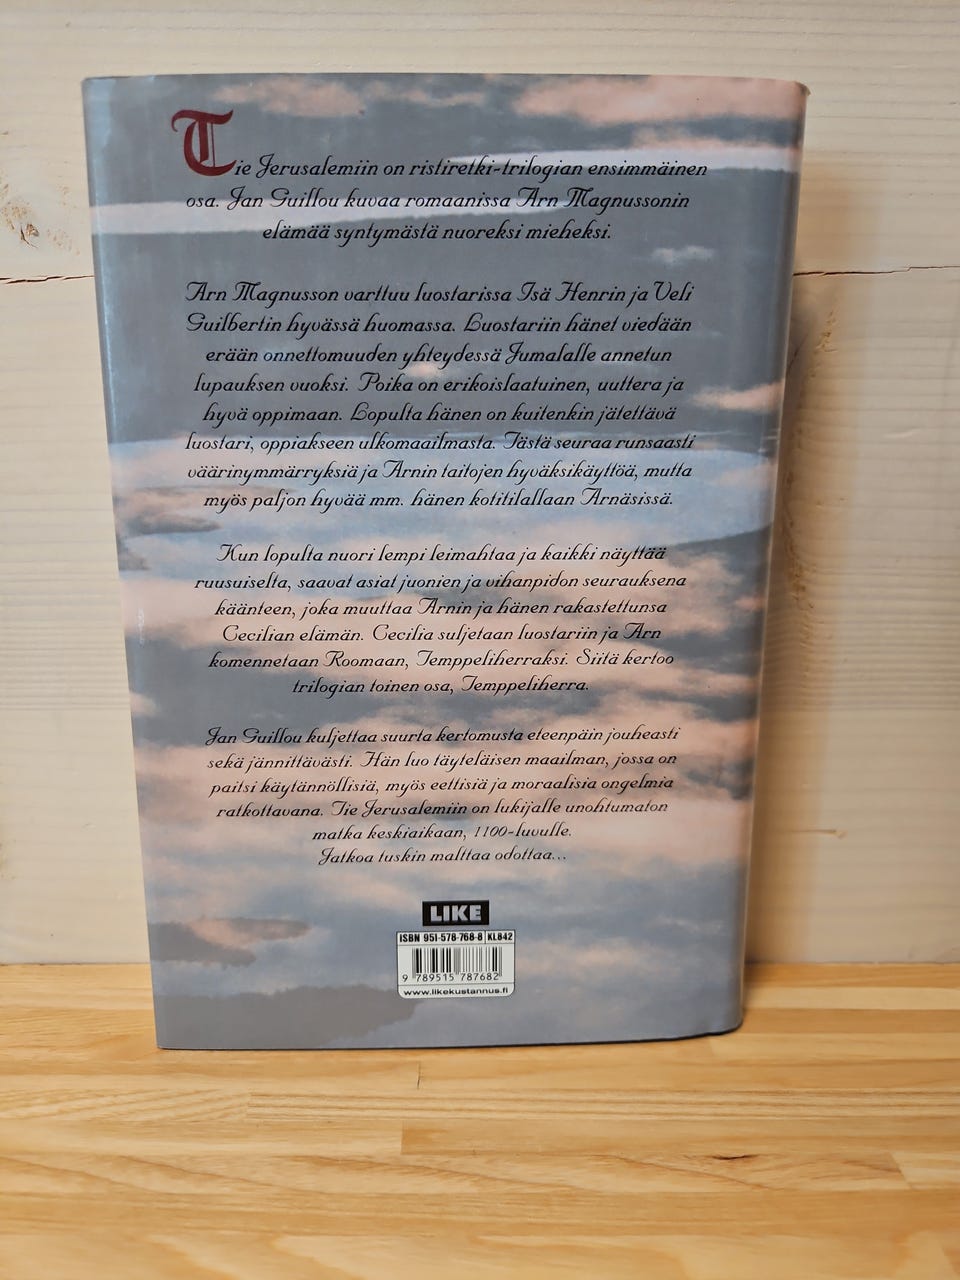 Tie Jerusalemiin on ristiretki-trilogian ensimmäinen
osa. Jan Guillou kuvaa romaanissa Arn Magnussonin
elämää syntymästä nuoreksi mieheksi.
Arn Magnusson varttuu luostarissa Isä Henrin ja Veli
Guilbertin hyvässä huomassa. Luostariin hänet viedään
erään onnettomuuden yhteydessä Jumalalle annetun
lupauksen vuoksi. Poika on erikoislaatuinen, uuttera ja
hyvä oppimaan. Lopulta hänen on kuitenkin jätettävä
luostari, oppiakseen ulkomaailmasta. Tästä seuraa runsaasti
väärinymmärryksiä ja Arnin taitojen hyväksikäyttöä, mutta
myös paljon hyvää mm. hänen kotitilallaan Arnäsissä.
Kun lopulta nuori lempi leimahtaa ja kaikki näyttää
ruusuiselta, saavat asiat juonien ja vihanpidon seurauksena
käänteen, joka muuttaa Arnin ja hänen rakastettunsa
Cecilian elämän. Cecilia suljetaan luostariin ja Arn
komennetaan Roomaan, Temppeliherraksi. Siitä kertoo
trilogian toinen osa, Temppeliherra.
Jan Guillou kuljettaa suurta kertomusta eteenpäin jouheasti
sekä jännittävästi. Hän luo täyteläisen maailman, jossa on
paitsi käytännöllisiä, myös eettisiä ja moraalisia ongelmia
ratkottavana. Tie Jerusalemiin on lukijalle unohtumaton
matka keskiaikaan, 1100-luvulle.
Jatkoa tuskin malttaa odottaa...
LIKE
ISBN 951-578-768-8 KL842
9 789515 787682
www.likekustannus.fi